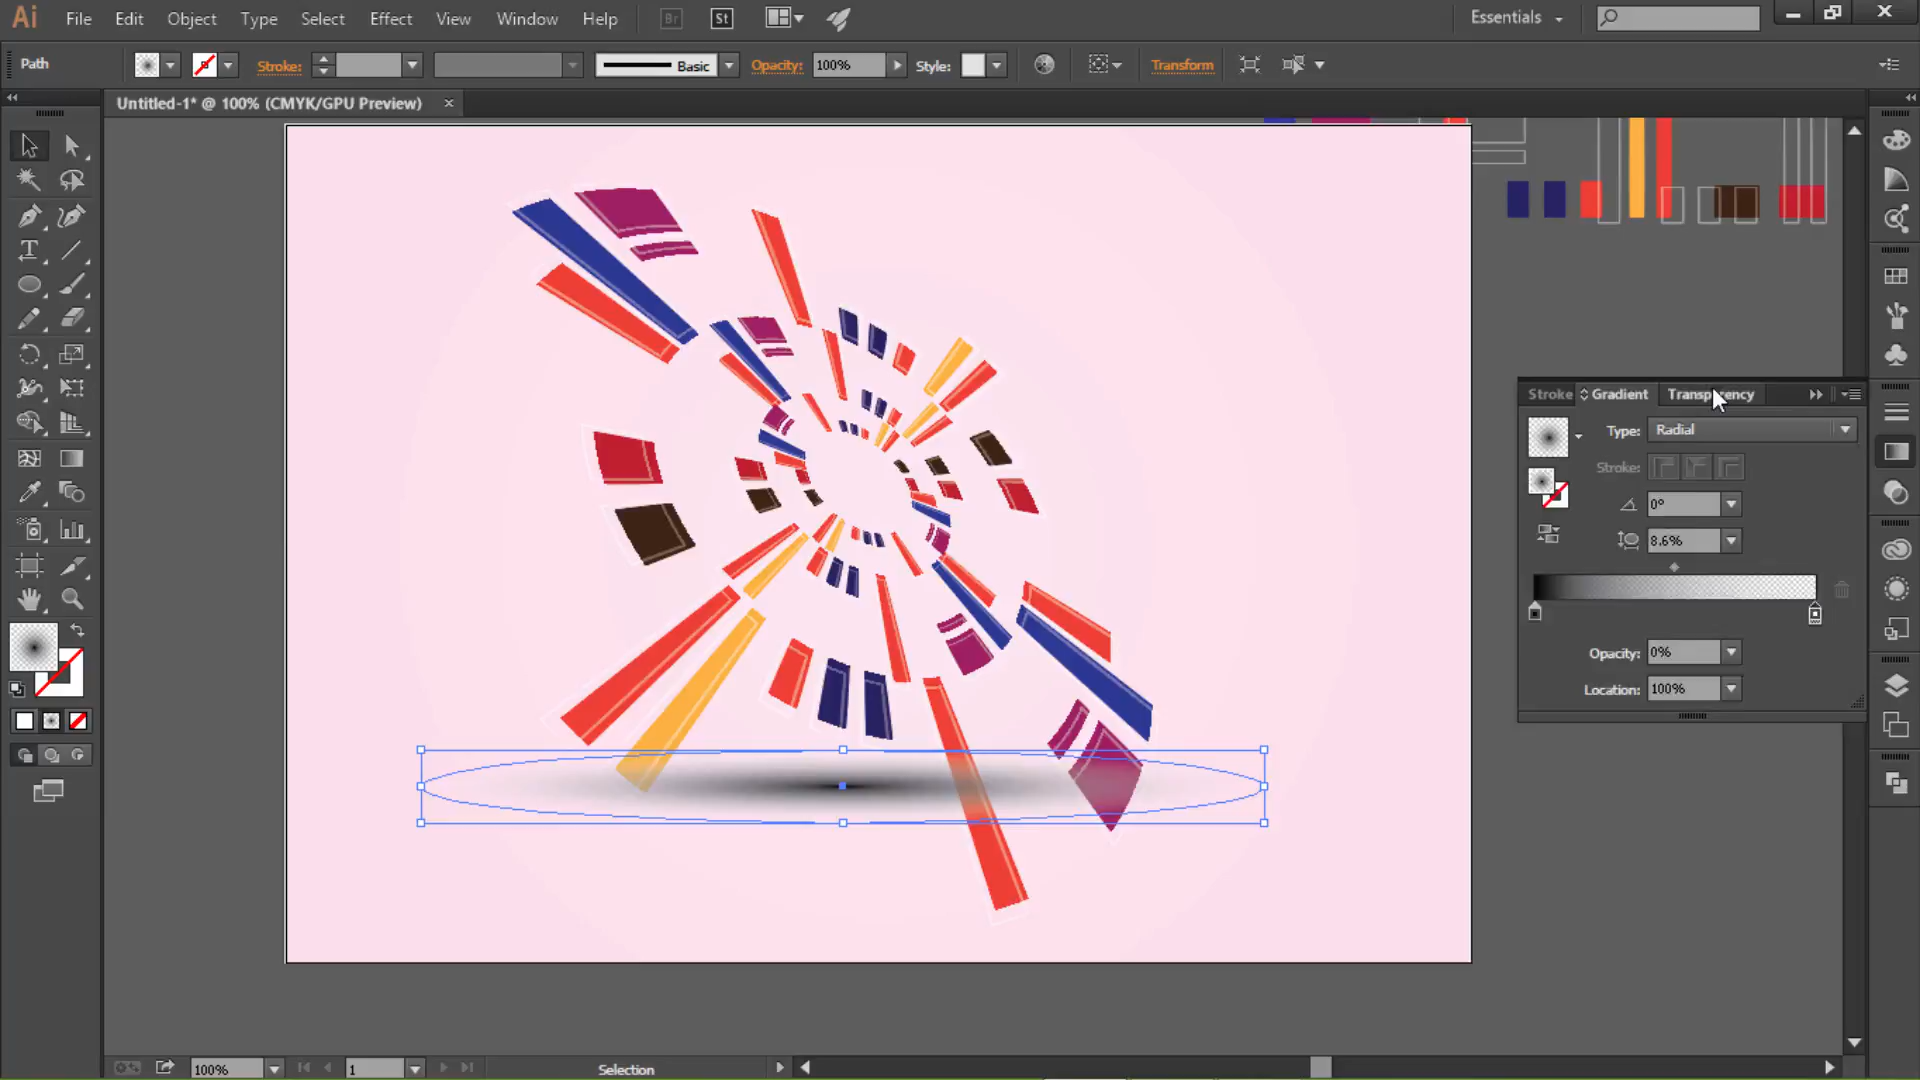 Ai File Edit Object Type Select Effect View Window Help Br St Essentials
Path Stroke: Basic Opacity: 100% Style: Transform
Untitled-1* @ 100% (CMYK/GPU Preview) ×
Stroke Gradient Transparency
Type: Radial
Stroke:
0°
8.6%
Opacity: 0%
Location: 100%
100% 1 Selection